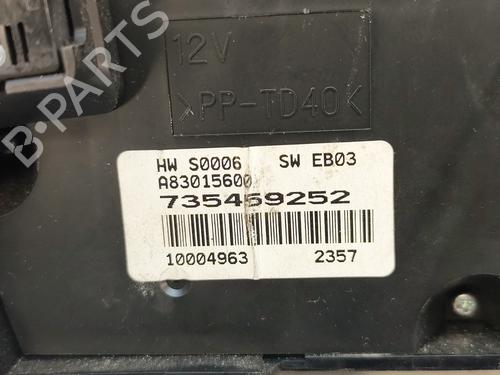 12V
>PP-TD40<
HW S0006 SW EB03
A83015600
735459252
10004963 2357
B-PARTS